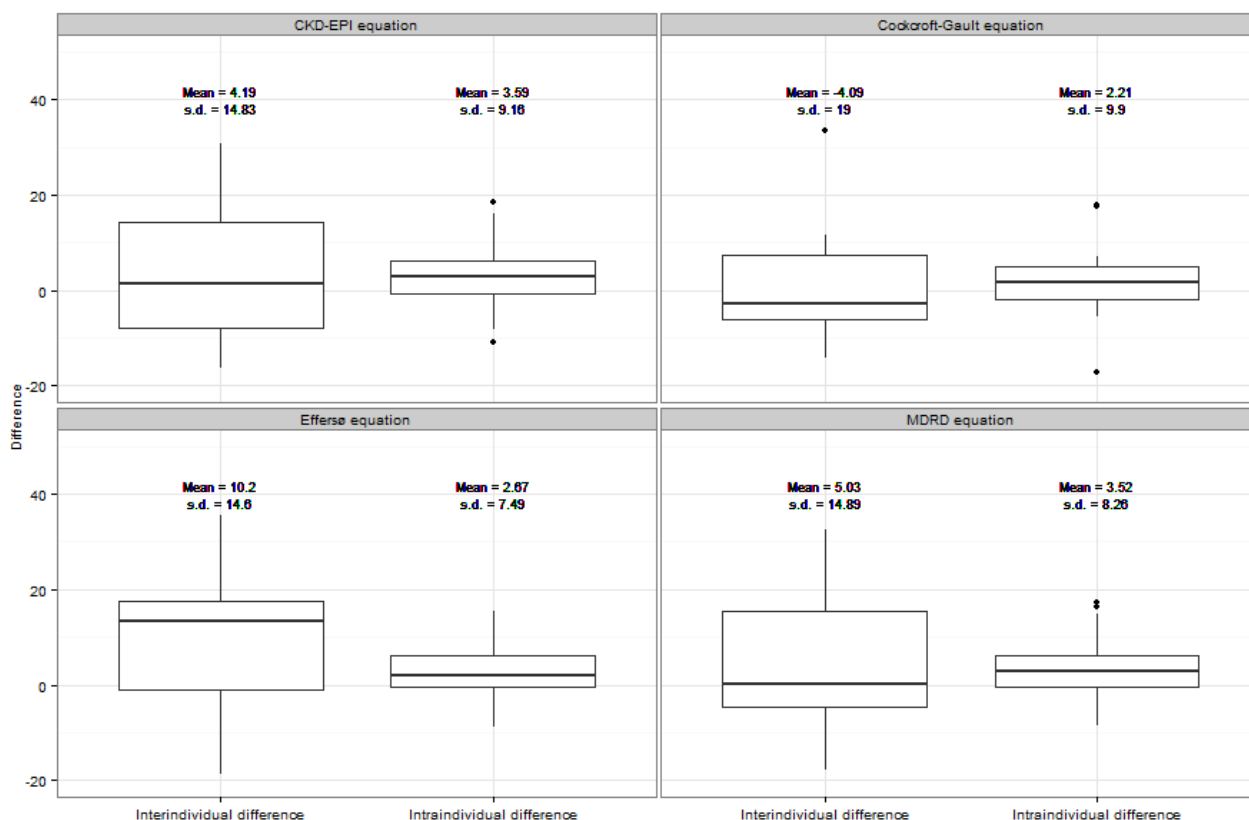 CKD-EPI equation
Cockcroft-Gault equation
Mean = 4.19
s.d. = 14.83
Mean = 3.59
s.d. = 9.16
Mean = -4.09
s.d. = 19
Mean = 2.21
s.d. = 9.9
40
20
0
-20
Difference
Effersø equation
MDRD equation
Mean = 10.2
s.d. = 14.6
Mean = 2.67
s.d. = 7.49
Mean = 5.03
s.d. = 14.89
Mean = 3.52
s.d. = 8.26
40
20
0
-20
Interindividual difference
Intraindividual difference
Interindividual difference
Intraindividual difference